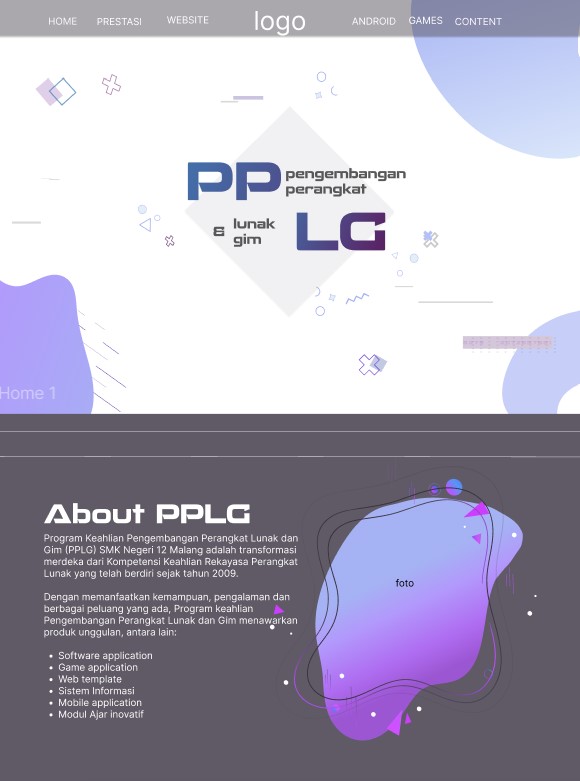 HOME PRESTASI WEBSITE logo ANDROID GAMES CONTENT
PP pengembangan
perangkat
& lunak
gim LG
Home 1
About PPLG
Program Keahlian Pengembangan Perangkat Lunak dan
Gim (PPLG) SMK Negeri 12 Malang adalah transformasi
merdeka dari Kompetensi Keahlian Rekayasa Perangkat
Lunak yang telah berdiri sejak tahun 2009.
Dengan memanfaatkan kemampuan, pengalaman dan
berbagai peluang yang ada, Program keahlian
Pengembangan Perangkat Lunak dan Gim menawarkan
produk unggulan, antara lain:
• Software application
• Game application
• Web template
• Sistem Informasi
• Mobile application
• Modul Ajar inovatif
foto